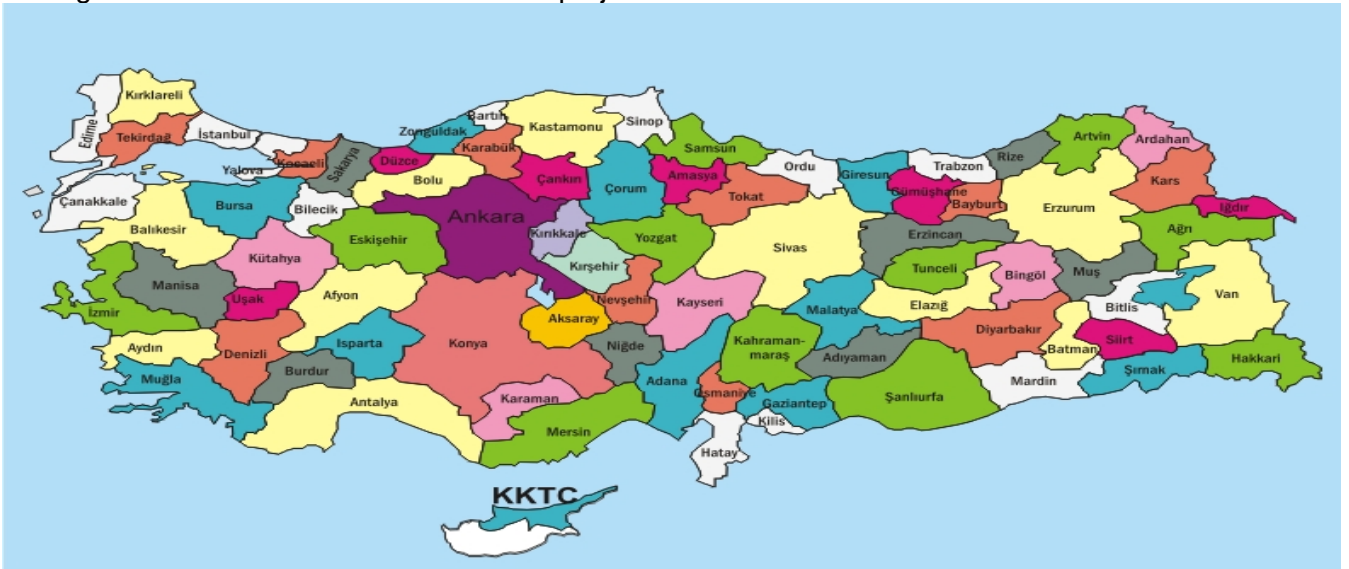 Kırklareli
Edirne
Tekirdağ
İstanbul
Yalova
Kocaeli
Sakarya
Düzce
Zonguldak
Bartın
Karabük
Kastamonu
Sinop
Bolu
Çankırı
Çorum
Samsun
Amasya
Tokat
Ordu
Giresun
Trabzon
Gümüşhane
Bayburt
Rize
Artvin
Ardahan
Kars
Iğdır
Çanakkale
Balıkesir
Bursa
Bilecik
Eskişehir
Ankara
Kırıkkale
Kırşehir
Yozgat
Sivas
Erzincan
Erzurum
Ağrı
Kütahya
Manisa
Uşak
Afyon
İzmir
Aydın
Denizli
Isparta
Burdur
Muğla
Antalya
Konya
Aksaray
Nevşehir
Niğde
Kayseri
Karaman
Mersin
Adana
Osmaniye
Hatay
Kahraman-
maraş
Gaziantep
Kilis
Malatya
Adıyaman
Şanlıurfa
Elazığ
Tunceli
Bingöl
Muş
Bitlis
Van
Diyarbakır
Batman
Siirt
Mardin
Şırnak
Hakkari
KKTC